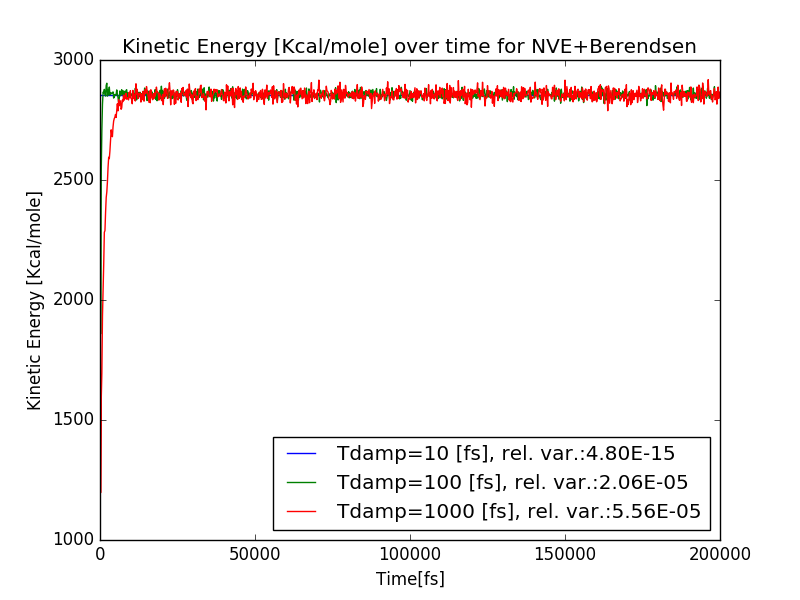 Kinetic Energy [Kcal/mole] over time for NVE+Berendsen
3000
2500
2000
1500
1000
Kinetic Energy [Kcal/mole]
Tdamp=10 [fs], rel. var.:4.80E-15
Tdamp=100 [fs], rel. var.:2.06E-05
Tdamp=1000 [fs], rel. var.:5.56E-05
0 50000 100000 150000 200000
Time[fs]